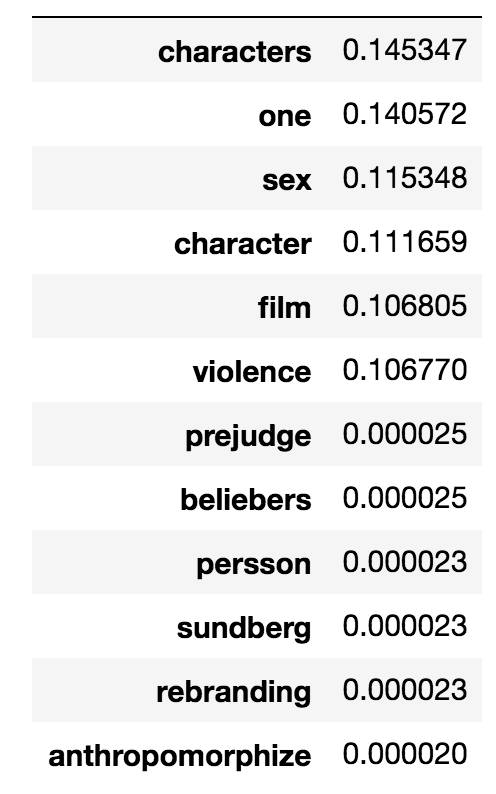 characters 0.145347
one 0.140572
sex 0.115348
character 0.111659
film 0.106805
violence 0.106770
prejudge 0.000025
beliebers 0.000025
persson 0.000023
sundberg 0.000023
rebranding 0.000023
anthropomorphize 0.000020